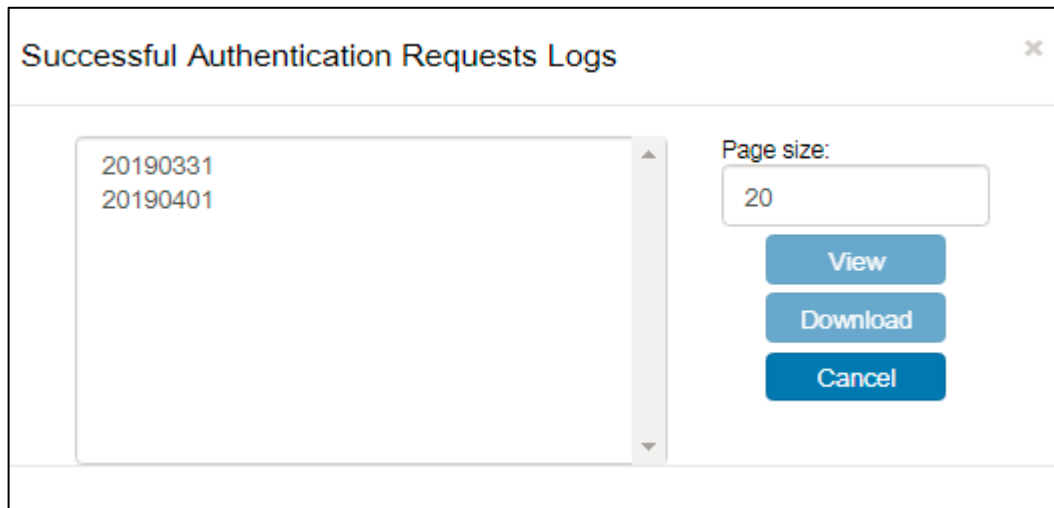 Successful Authentication Requests Logs
×
20190331
20190401
Page size:
20
View
Download
Cancel